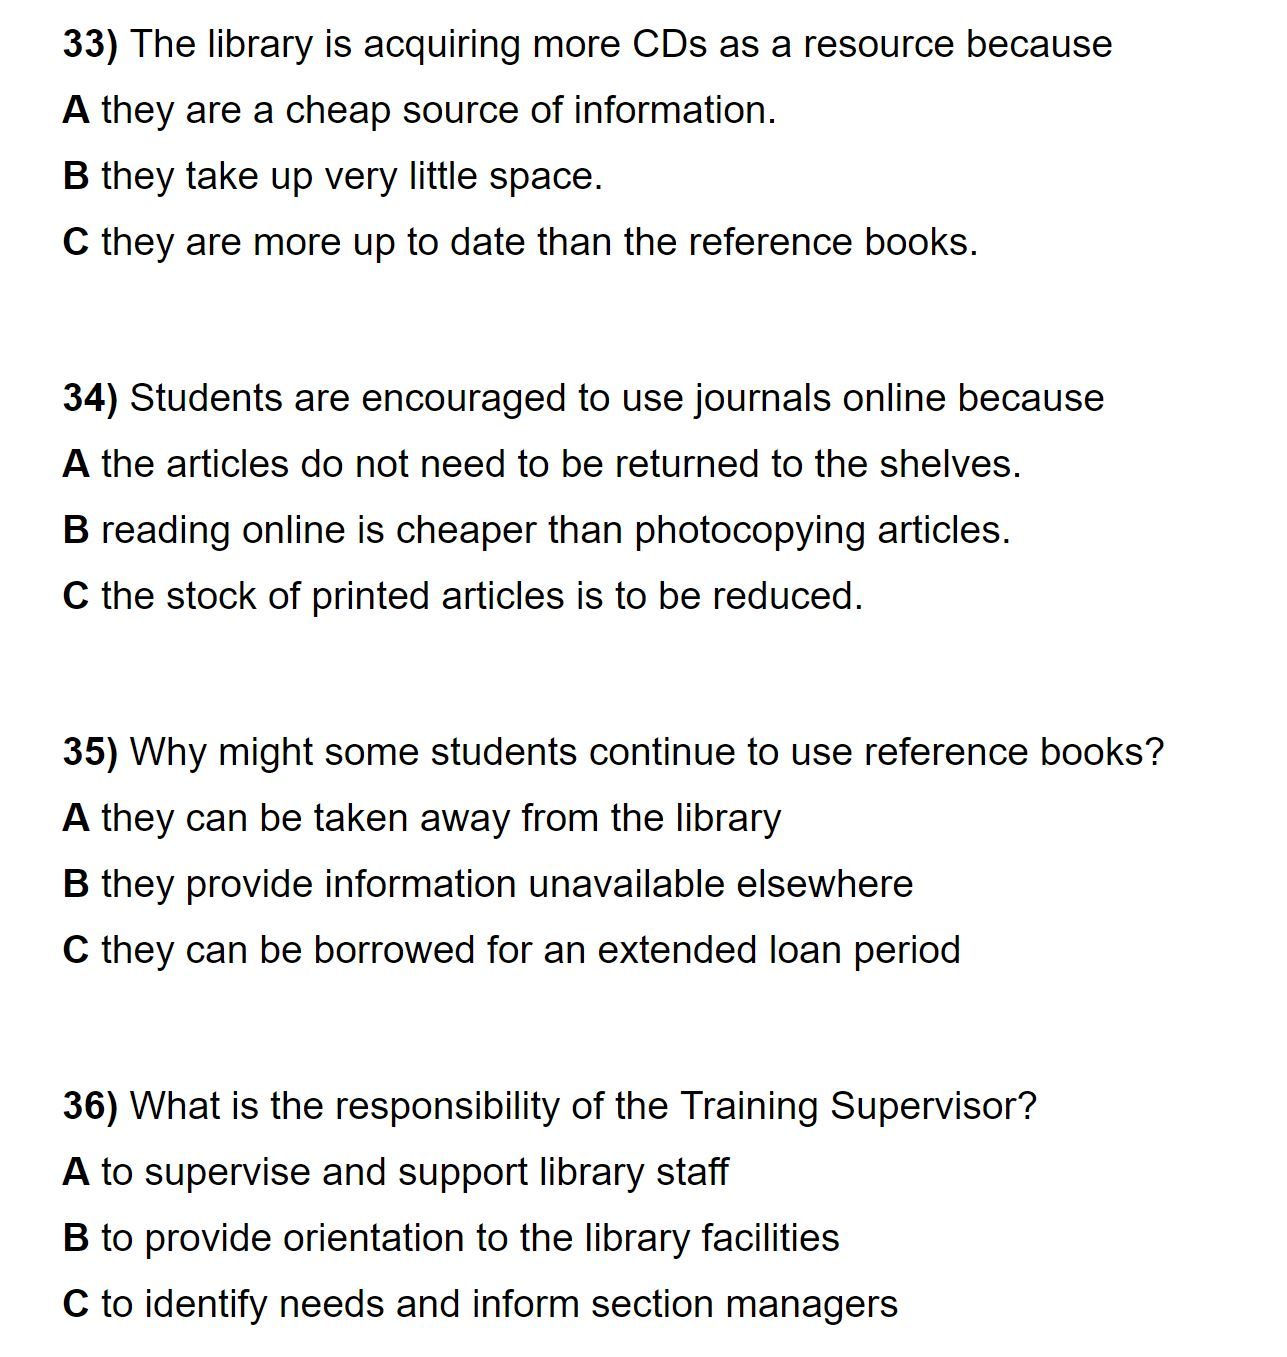 33) The library is acquiring more CDs as a resource because
A they are a cheap source of information.
B they take up very little space.
C they are more up to date than the reference books.
34) Students are encouraged to use journals online because
A the articles do not need to be returned to the shelves.
B reading online is cheaper than photocopying articles.
C the stock of printed articles is to be reduced.
35) Why might some students continue to use reference books?
A they can be taken away from the library
B they provide information unavailable elsewhere
C they can be borrowed for an extended loan period
36) What is the responsibility of the Training Supervisor?
A to supervise and support library staff
B to provide orientation to the library facilities
C to identify needs and inform section managers